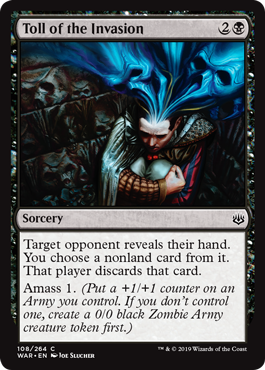 Toll of the Invasion 2
Sorcery
Target opponent reveals their hand.
You choose a nonland card from it.
That player discards that card.
Amass 1. (Put a +1/+1 counter on an
Army you control. If you don't control
one, create a 0/0 black Zombie Army
creature token first.)
108/264 C
WAR • EN JOE SLUCHER
™ & © 2019 Wizards of the Coast